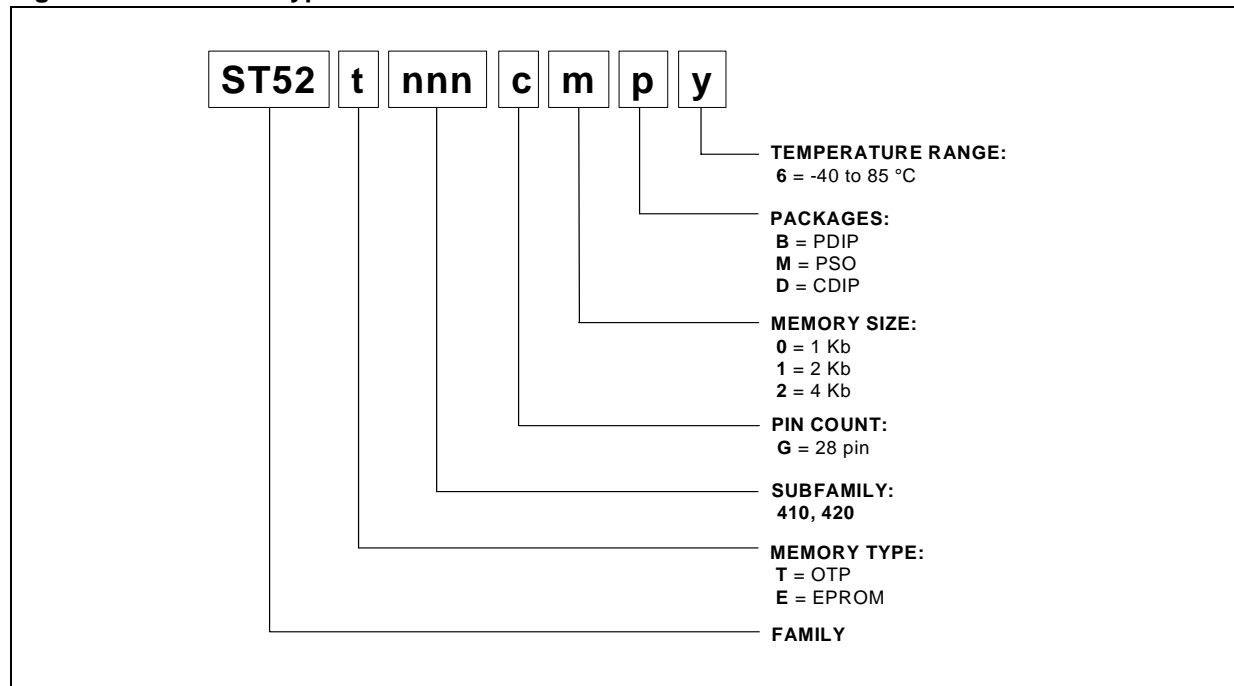 ST52 t nnn c m p y
TEMPERATURE RANGE:
6 = -40 to 85 °C
PACKAGES:
B = PDIP
M = PSO
D = CDIP
MEMORY SIZE:
0 = 1 Kb
1 = 2 Kb
2 = 4 Kb
PIN COUNT:
G = 28 pin
SUBFAMILY:
410, 420
MEMORY TYPE:
T = OTP
E = EPROM
FAMILY